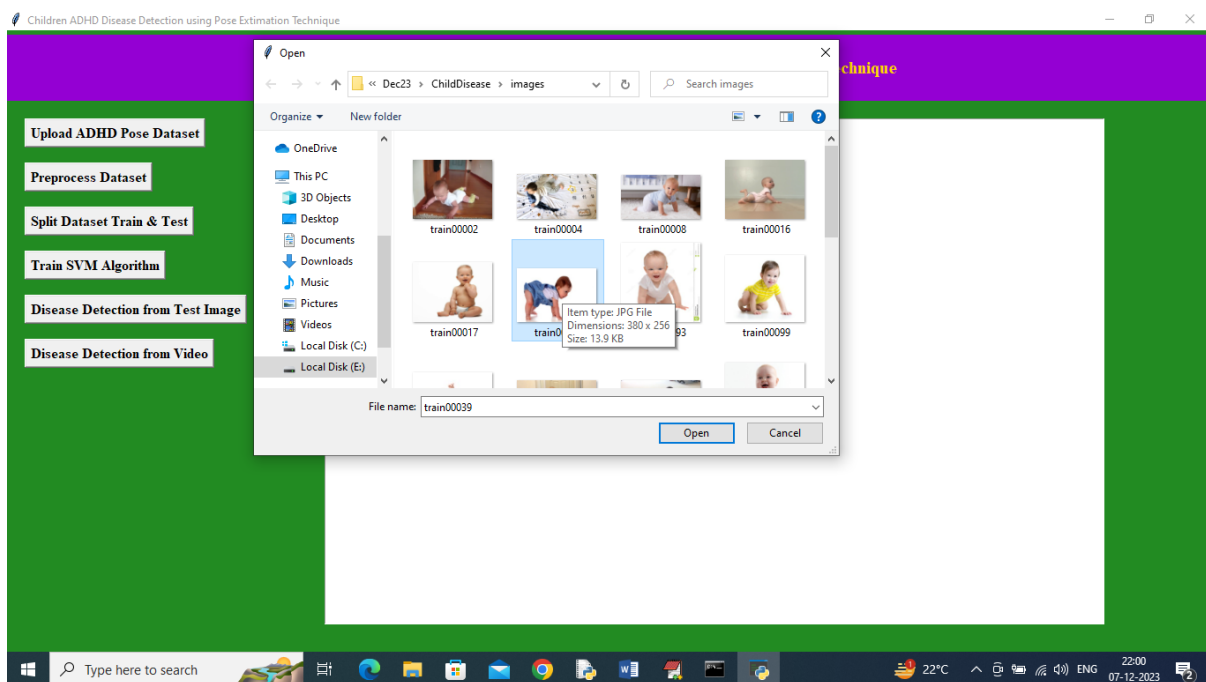 Children ADHD Disease Detection using Pose Extimation Technique
Open
chnique
« Dec23 › ChildDisease › images
Search images
Organize
New folder
Upload ADHD Pose Dataset
Preprocess Dataset
Split Dataset Train & Test
Train SVM Algorithm
Disease Detection from Test Image
Disease Detection from Video
OneDrive
This PC
3D Objects
Desktop
Documents
Downloads
Music
Pictures
Videos
Local Disk (C:)
Local Disk (E:)
train00002
train00004
train00008
train00016
train00017
train0
93
train00099
Item type: JPG File
Dimensions: 380 x 256
Size: 13.9 KB
File name: train00039
Open
Cancel
Type here to search
22°C
ENG
22:00
07-12-2023
2